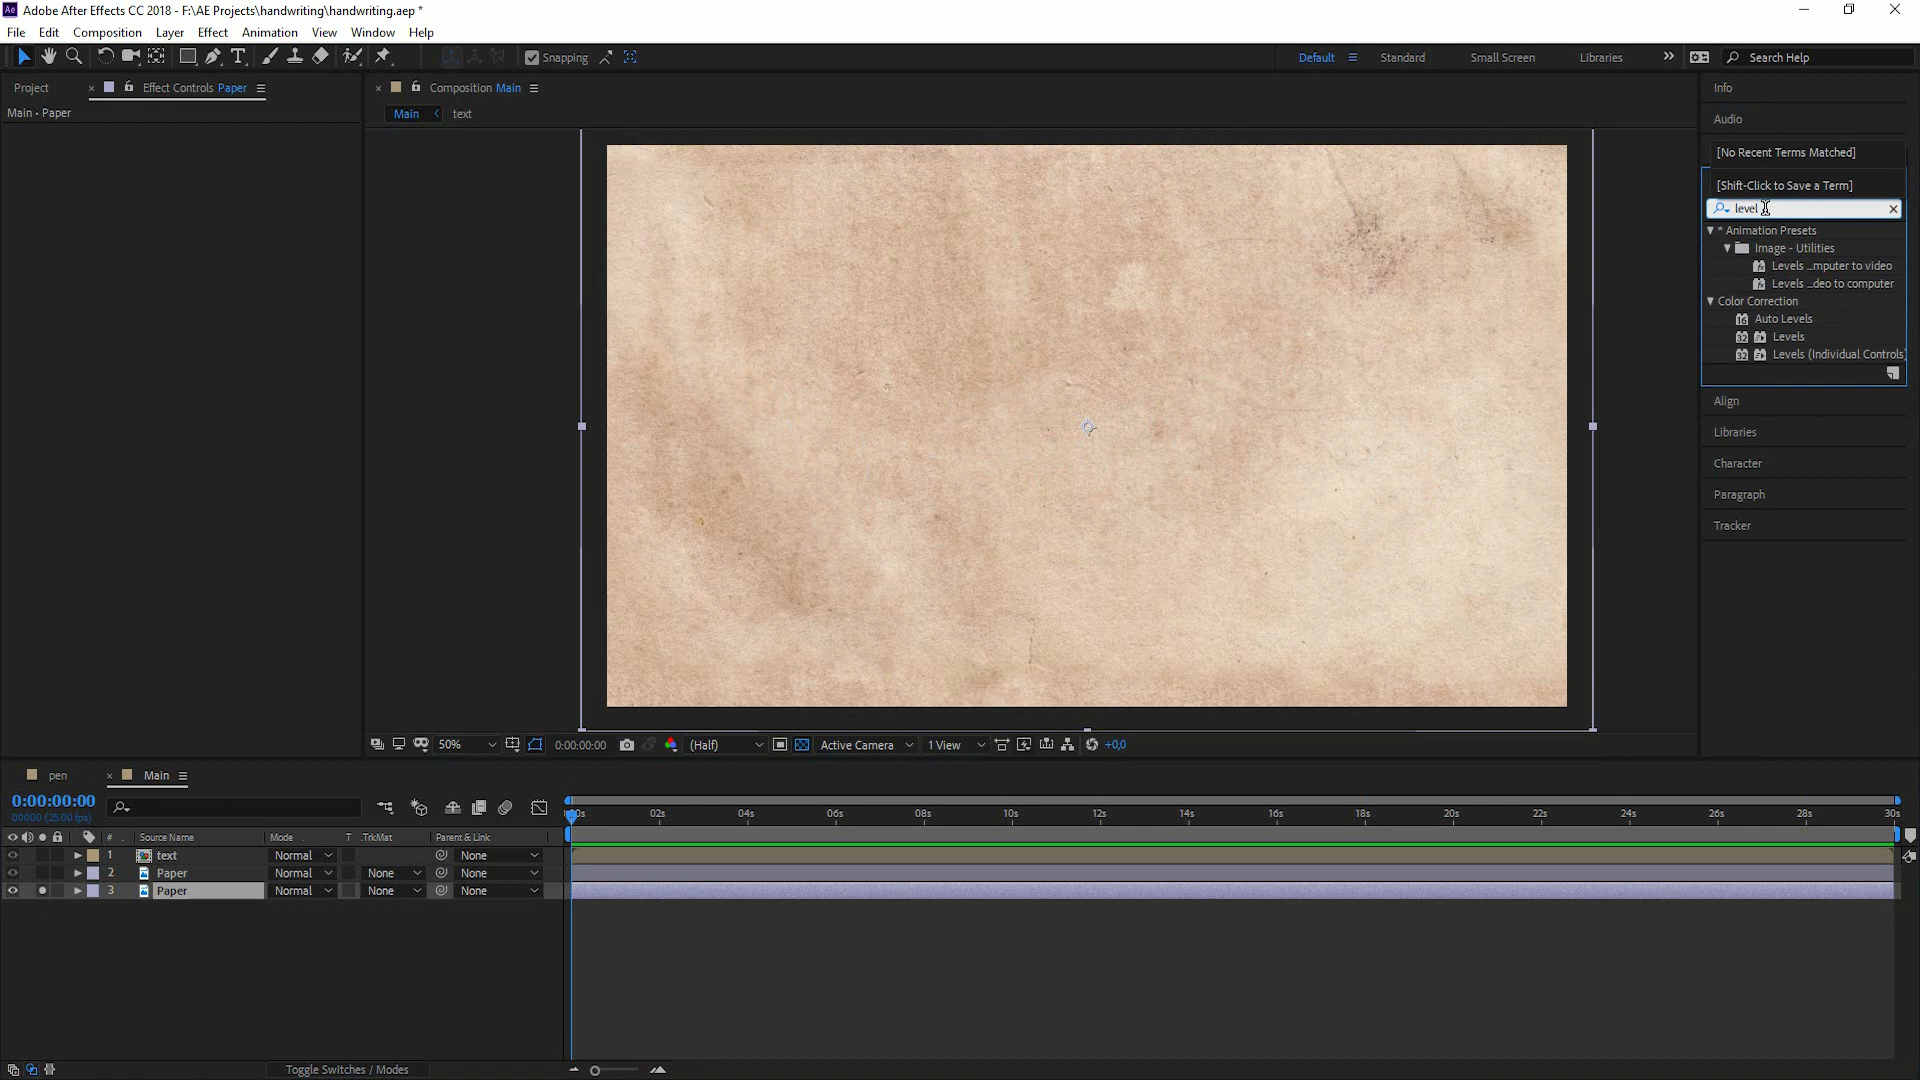 Adobe After Effects CC 2018 - F:\AE Projects\handwriting\handwriting.aep *
File Edit Composition Layer Effect Animation View Window Help
Snapping Default Standard Small Screen Libraries Search Help
Project Effect Controls Paper
Main • Paper
Composition Main
Main text
Info
Audio
[No Recent Terms Matched]
[Shift-Click to Save a Term]
level
* Animation Presets
Image - Utilities
Levels ...mputer to video
Levels ...deo to computer
Color Correction
Auto Levels
Levels
Levels (Individual Controls)
Align
Libraries
Character
Paragraph
Tracker
50% 0:00:00:00 (Half) Active Camera 1 View +0,0
pen Main
0:00:00:00
00000 (25.00 fps)
00s 02s 04s 06s 08s 10s 12s 14s 16s 18s 20s 22s 24s 26s 28s 30s
# Source Name Mode T .TrkMat Parent & Link
1 text Normal None
2 Paper Normal None None
3 Paper Normal None None
Toggle Switches / Modes